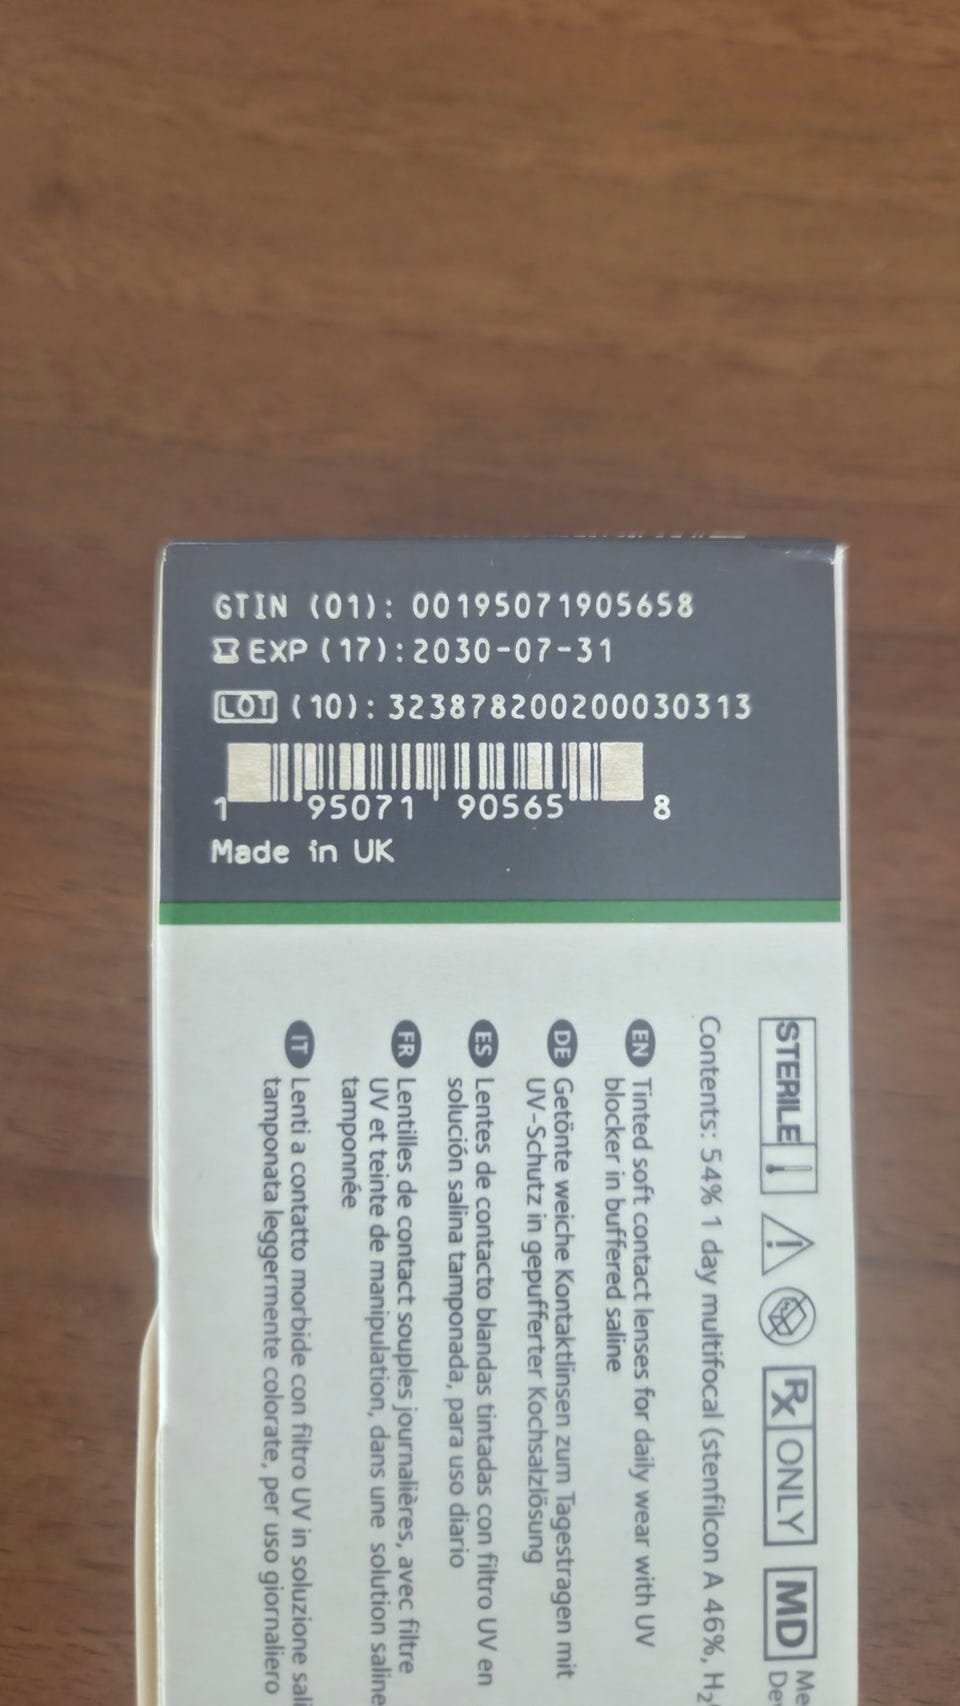 GTIN (01): 00195071905658
EXP (17):2030-07-31
LOT (10): 323878200200030313
1 95071 90565 8
Made in UK
STERILE
Rx ONLY
MD
Contents: 54% 1 day multifocal (stenfilcon A 46%,
EN Tinted soft contact lenses for daily wear with UV
blocker in buffered saline
DE Getönte weiche Kontaktlinsen zum Tagestragen mit
UV-Schutz in gepufferter Kochsalzlösung
ES Lentes de contacto blandas tintadas con filtro UV en
solución salina tamponada, para uso diario
FR Lentilles de contact souples journalières, avec filtre
UV et teinte de manipulation, dans une solution saline
tamponnée
IT Lenti a contatto morbide con filtro UV in soluzione
tamponata leggermente colorate, per uso giornaliero